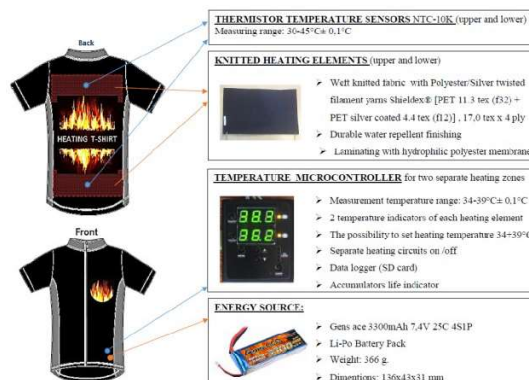 Back
HEATING T-SHIRT
Front
THERMISTOR TEMPERATURE SENSORS NTC-10K (upper and lower)
Measuring range: 30-45°C± 0,1°C
KNITTED HEATING ELEMENTS (upper and lower)
➤ Weft knitted fabric with Polyester/Silver twisted
filament yarns Shieldex® [PET 11.3 tex (f32) +
PET silver coated 4.4 tex (f12)] , 17.0 tex x 4 ply
➤ Durable water repellent finishing
➤ Laminating with hydrophilic polyester membrane
TEMPERATURE MICROCONTROLLER for two separate heating zones
38.3
36.2
➤ Measurement temperature range: 34-39°C± 0,1°C
➤ 2 temperature indicators of each heating element
➤ The possibility to set heating temperature 34÷39°C
➤ Separate heating circuits on /off
➤ Data logger (SD card)
➤ Accumulators life indicator
ENERGY SOURCE:
➤ Gens ace 3300mAh 7,4V 25C 4S1P
➤ Li-Po Battery Pack
➤ Weight: 366 g.
➤ Dimentions: 136x43x31 mm